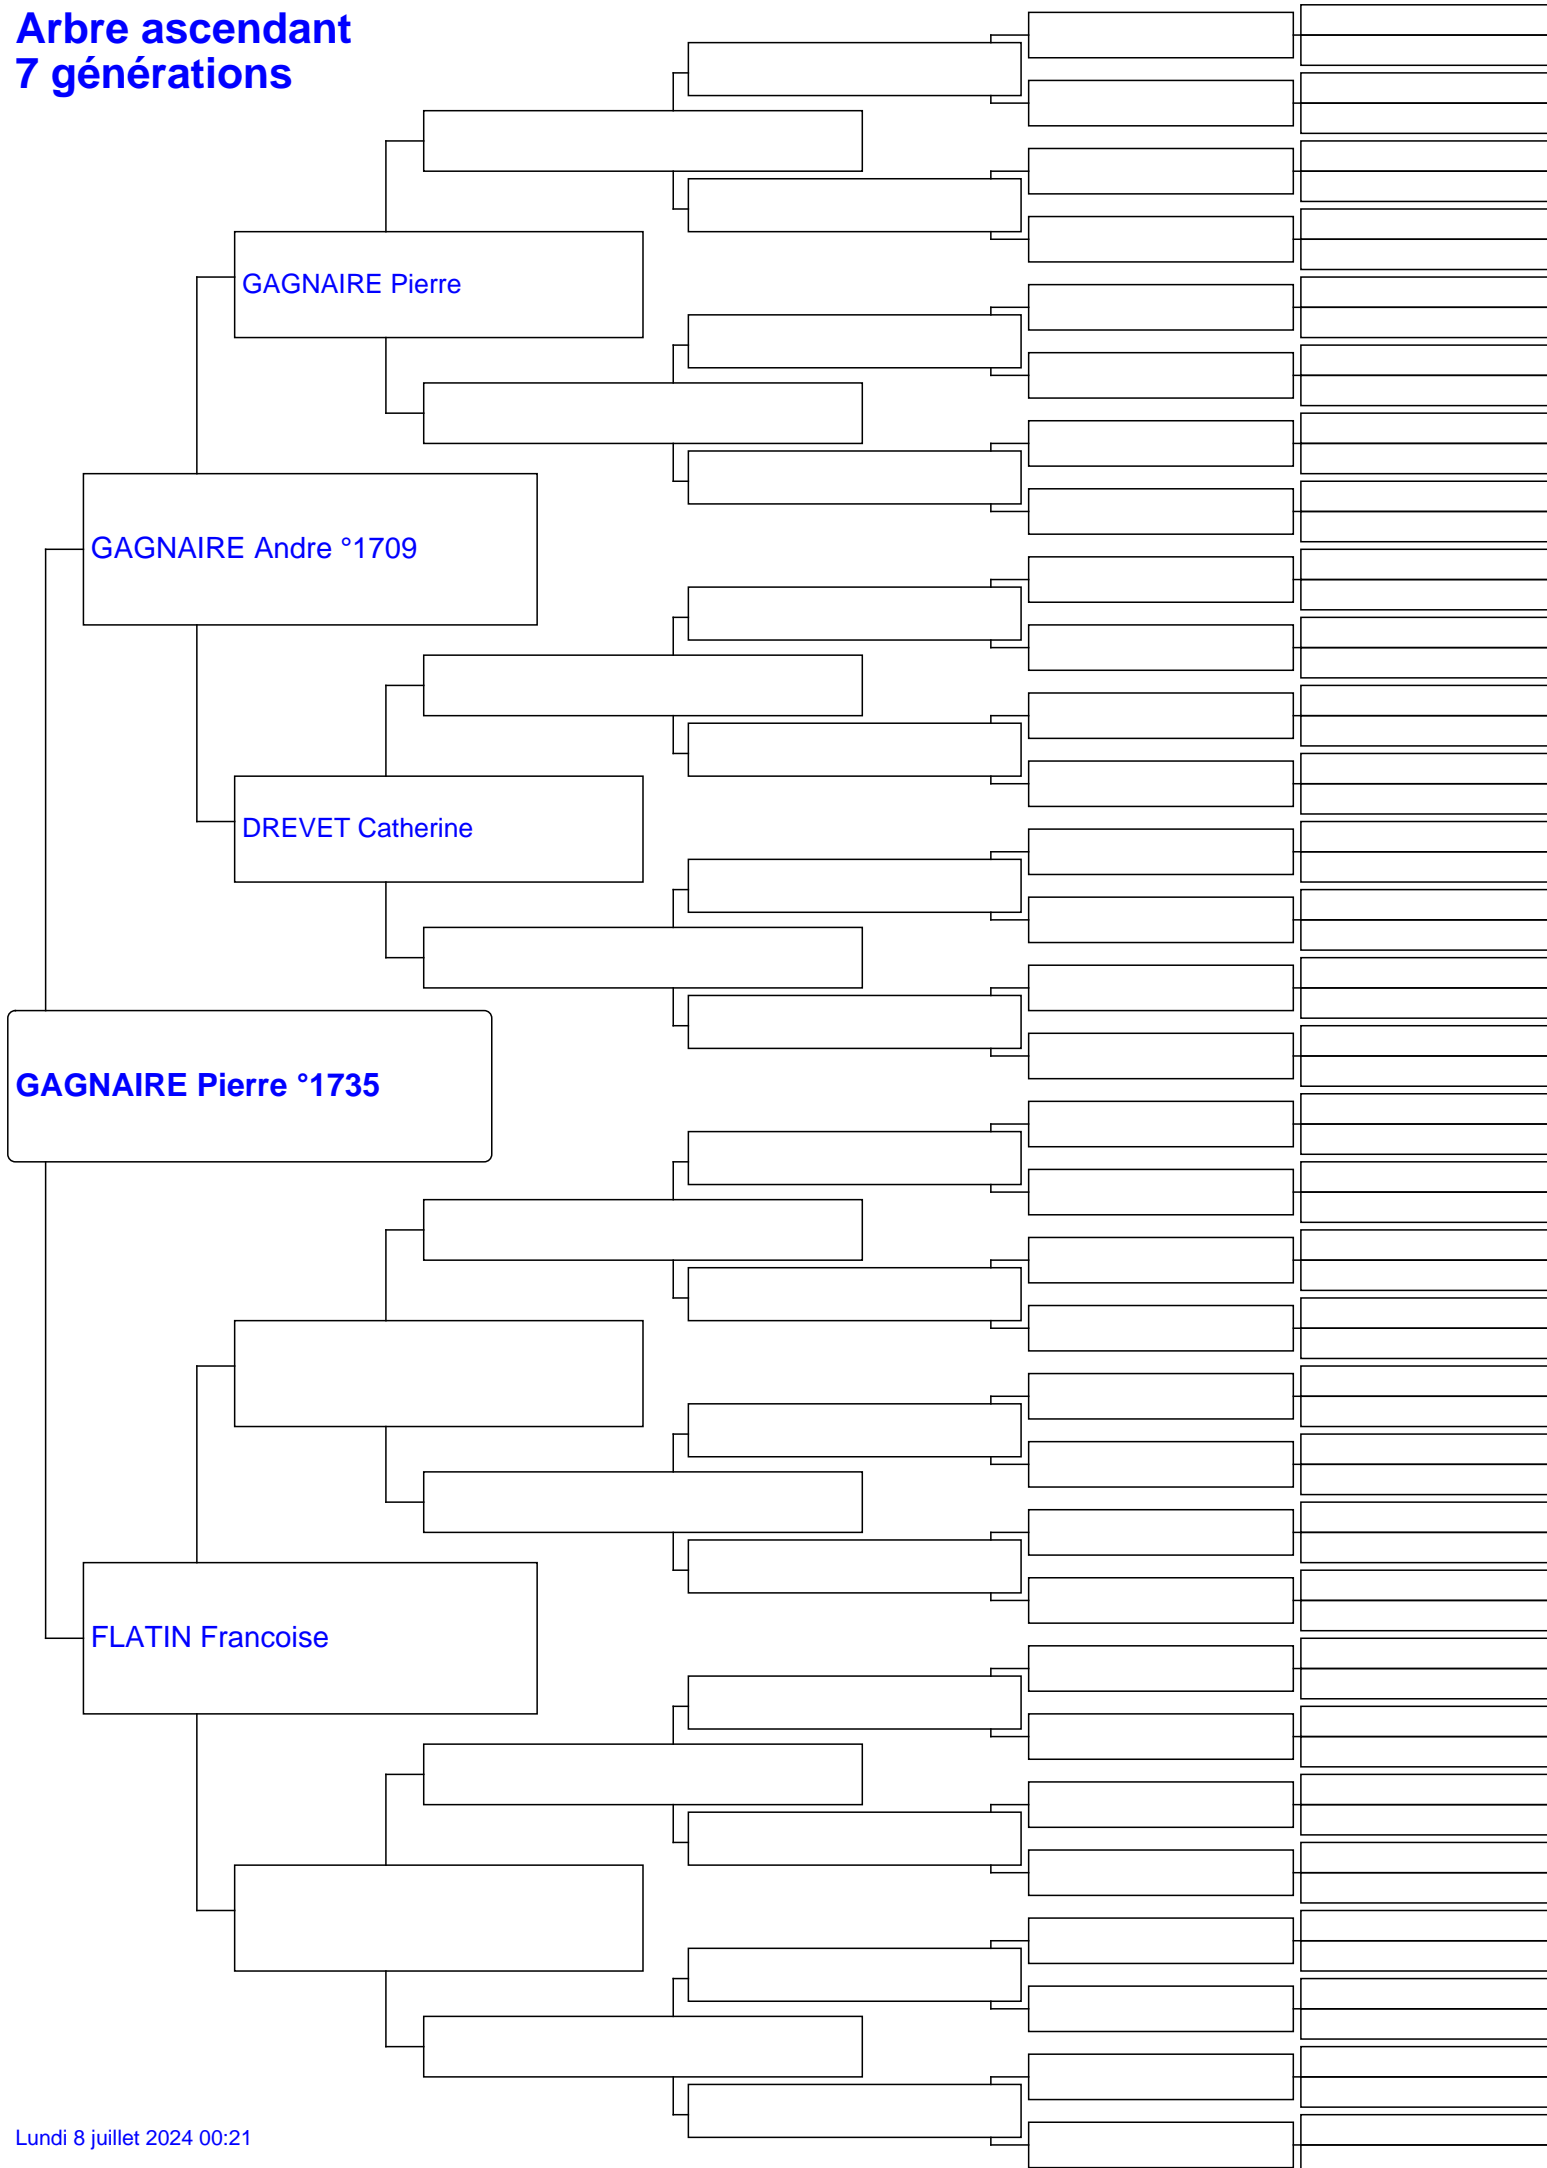 Arbre ascendant
7 générations
GAGNAIRE Pierre
GAGNAIRE Andre °1709
DREVET Catherine
GAGNAIRE Pierre °1735
FLATIN Francoise
Lundi 8 juillet 2024 00:21